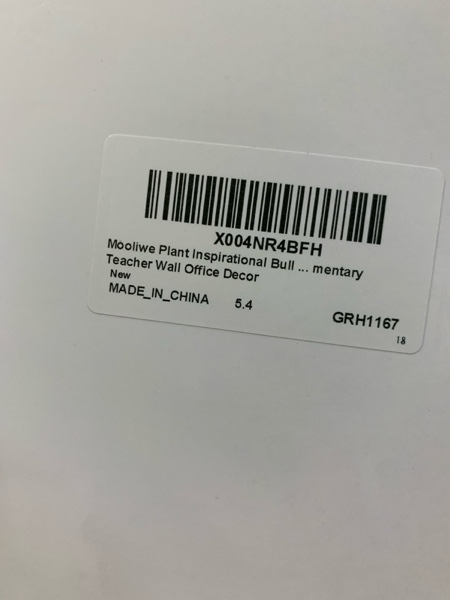 X004NR4BFH
Mooliwe Plant Inspirational Bull ... mentary
Teacher Wall Office Decor
New
MADE_IN_CHINA 5.4
GRH1167
18